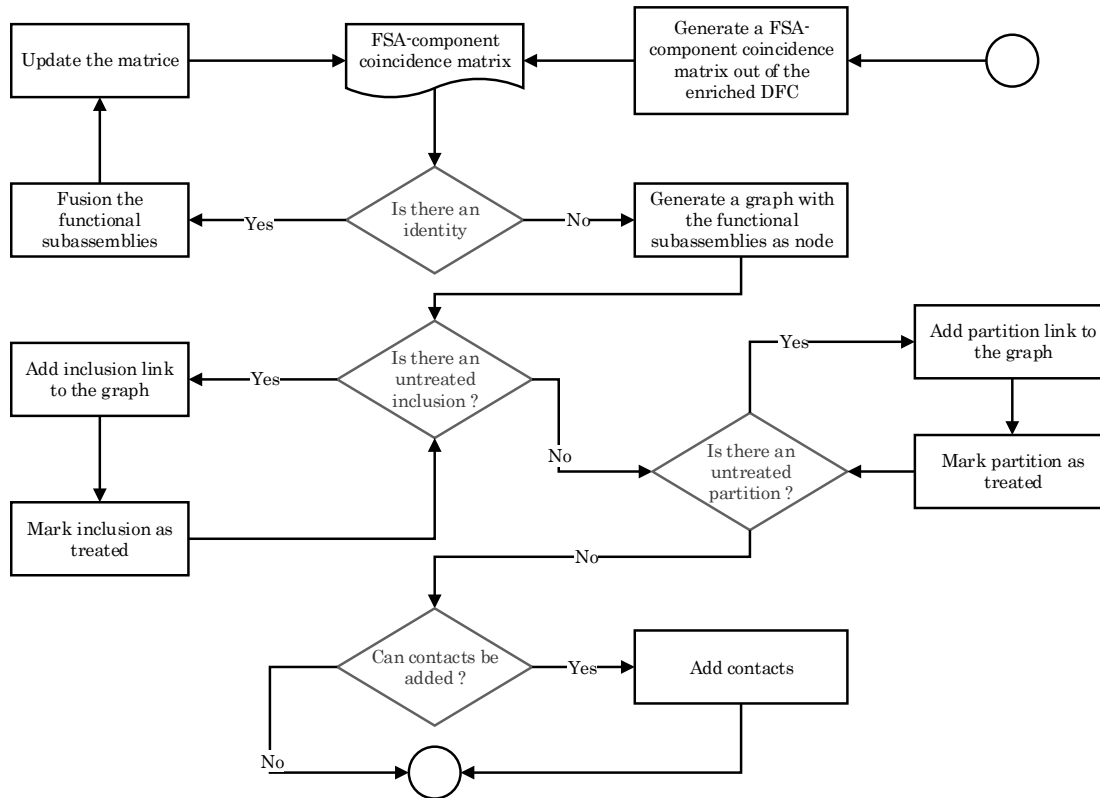 Update the matrice
FSA-component
coincidence matrix
Generate a FSA-
component coincidence
matrix out of the
enriched DFC
Fusion the
functional
subassemblies
Yes
Is there an
identity
No
Generate a graph with
the functional
subassemblies as node
Add inclusion link
to the graph
Yes
Is there an
untreated
inclusion ?
No
Yes
Add partition link to
the graph
Is there an
untreated
partition ?
Mark partition as
treated
Mark inclusion as
treated
No
Can contacts be
added ?
Yes
Add contacts
No